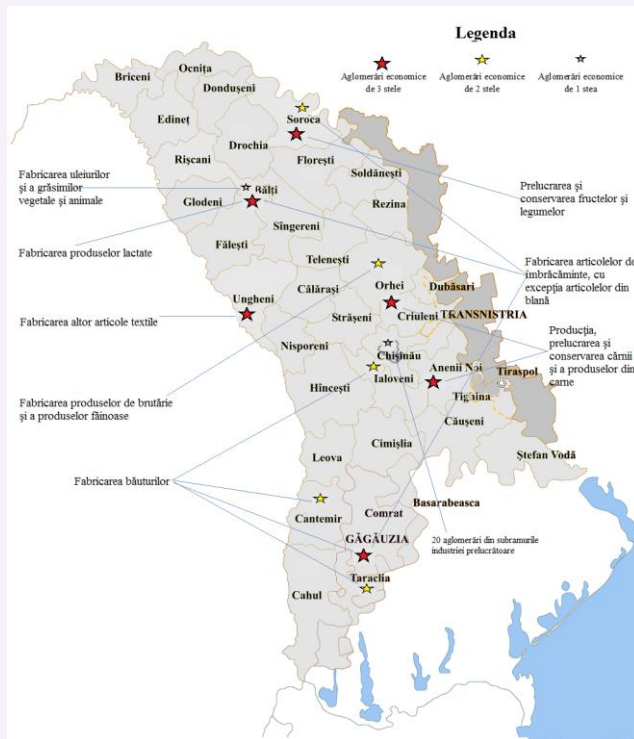 Legenda
Aglomerări economice
de 3 stele
Aglomerări economice
de 2 stele
Aglomerări economice
de 1 stea
Ocnița
Briceni
Dondușeni
Edineț
Soroca
Drochia
Rîșcani
Florești
Soldănești
Fabricarea uleiurilor
și a grăsimilor
vegetale și animale
Bălți
Glodeni
Rezina
Prelucrarea și
conservarea fructelor și
legumelor
Sîngereni
Fabricarea produselor lactate
Fălești
Telenești
Fabricarea articolelor de
îmbrăcăminte, cu
excepția articolelor din
blană
Călărași
Orhei
Dubăsari
Ungheni
Fabricarea altor articole textile
Strășeni
Criuleni
TRANSNISTRIA
Nisporeni
Chișinău
Producția,
prelucrarea și
conservarea cărnii
și a produselor din
carne
Anenii Noi
Tiraspol
Ialoveni
Hîncești
Tighina
Fabricarea produselor de brutărie
și a produselor făinoase
Căușeni
Cimișlia
Ștefan Vodă
Leova
Fabricarea băuturilor
Basarabeasca
Cantemir
Comrat
GĂGĂUZIA
20 aglomerări din subramurile
industriei prelucrătoare
Taraclia
Cahul